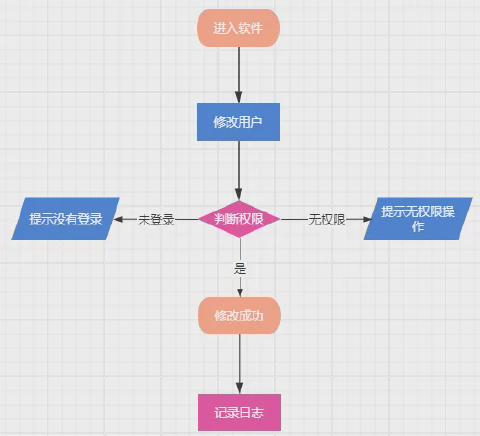 进入软件
修改用户
提示没有登录
未登录
判断权限
无权限
提示无权限操
作
是
修改成功
记录日志